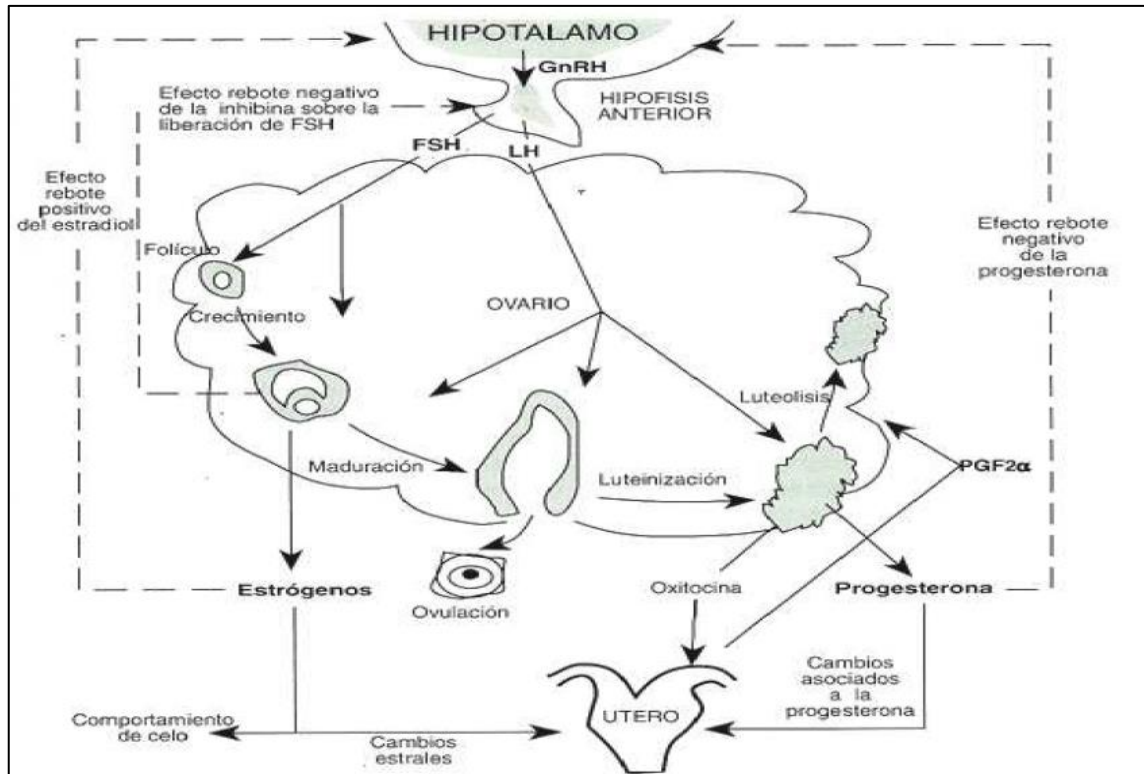 HIPOTALAMO
GnRH
HIPOFISIS
ANTERIOR
Efecto rebote negativo
de la inhibina sobre la
liberación de FSH
FSH
LH
Efecto
rebote
positivo
del estradiol
Efecto rebote
negativo
de la
progesterona
Folículo
Crecimiento
OVARIO
Luteolisis
Maduración
Luteinización
PGF2α
Estrógenos
Ovulación
Oxitocina
Progesterona
Cambios
asociados
a la
progesterona
UTERO
Comportamiento
de celo
Cambios
estrales